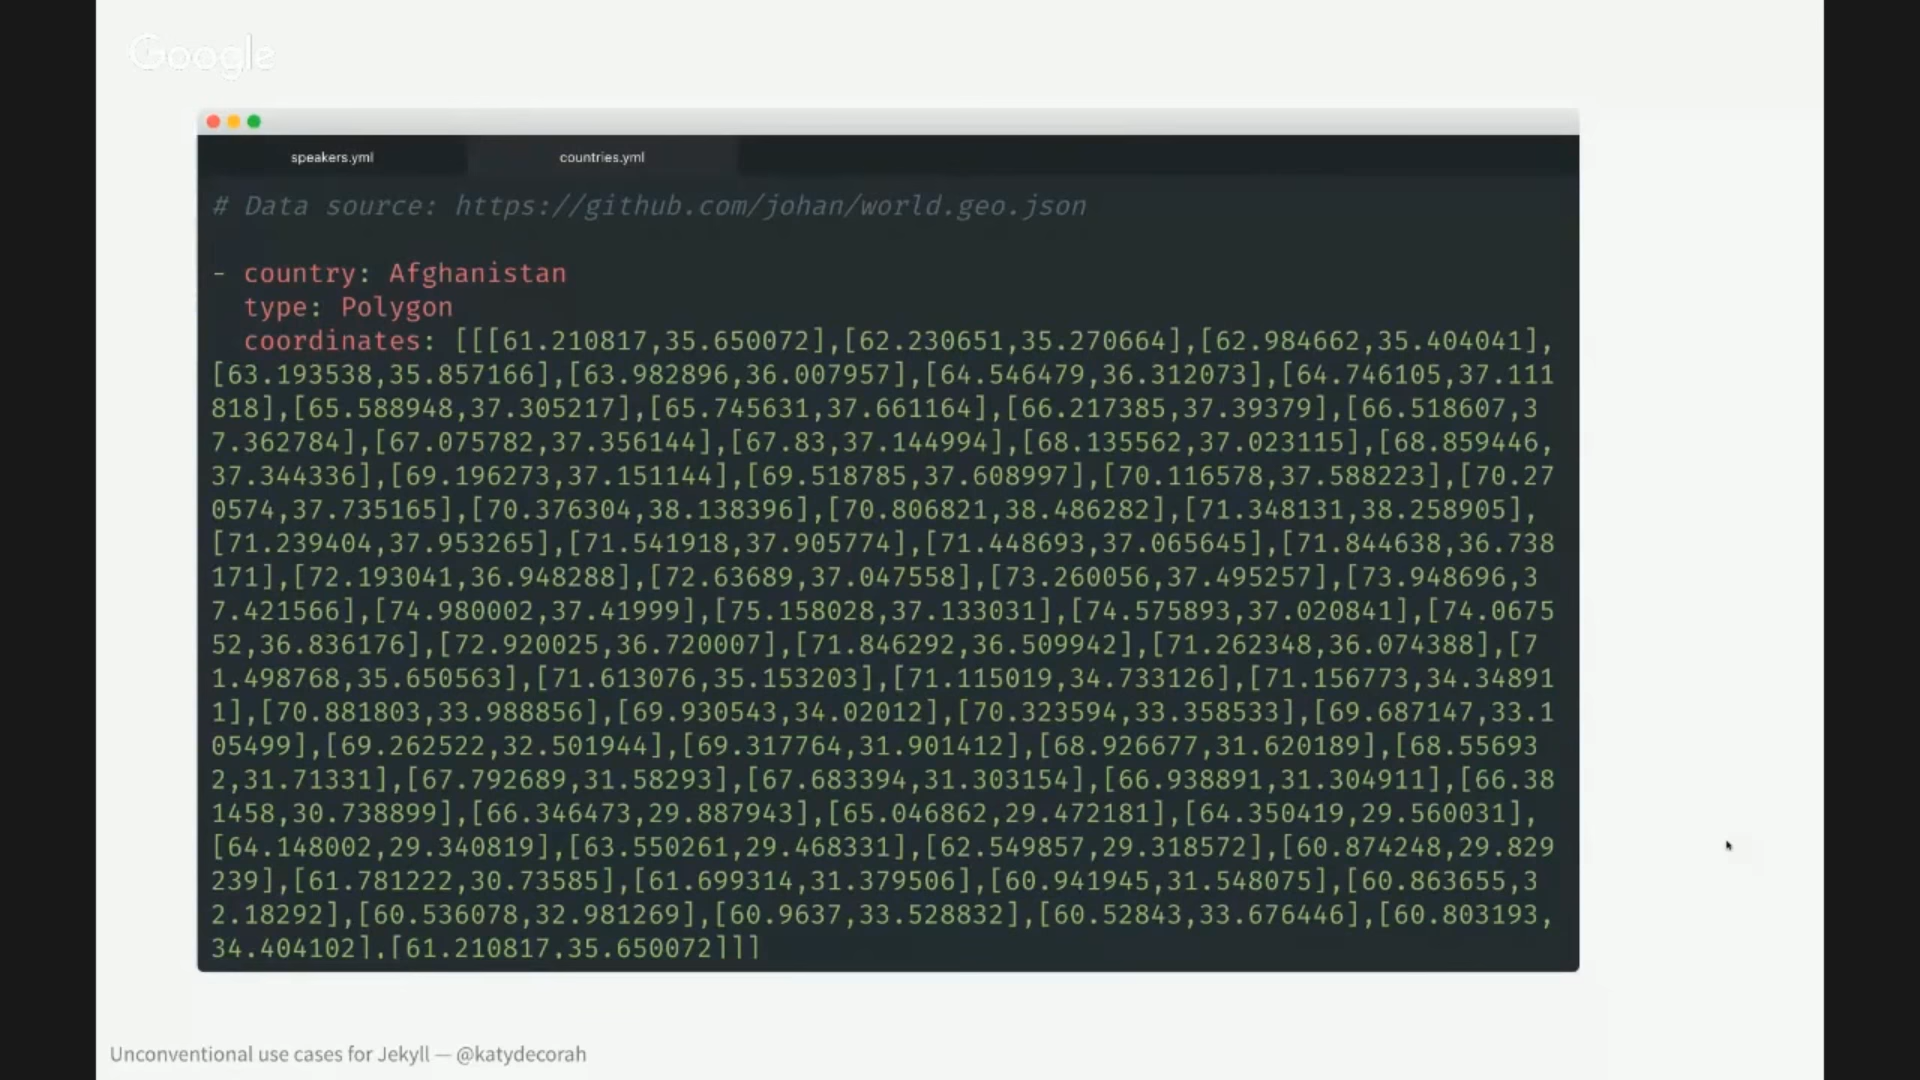 Google
speakers.yml
countries.yml
# Data source: https://github.com/johan/world.geo.json
- country: Afghanistan
type: Polygon
coordinates: [[[61.210817,35.650072],[62.230651,35.270664],[62.984662,35.404041],
[63.193538,35.857166],[63.982896,36.007957],[64.546479,36.312073],[64.746105,37.111
818],[65.588948,37.305217],[65.745631,37.661164],[66.217385,37.39379],[66.518607,3
7.362784],[67.075782,37.356144],[67.83,37.144994],[68.135562,37.023115],[68.859446,
37.344336],[69.196273,37.151144],[69.518785,37.608997],[70.116578,37.588223],[70.27
0574,37.735165],[70.376304,38.138396],[70.806821,38.486282],[71.348131,38.258905],
[71.239404,37.953265],[71.541918,37.905774],[71.448693,37.065645],[71.844638,36.738
171],[72.193041,36.948288],[72.63689,37.047558],[73.260056,37.495257],[73.948696,3
7.421566],[74.980002,37.41999],[75.158028,37.133031],[74.575893,37.020841],[74.0675
52,36.836176],[72.920025,36.720007],[71.846292,36.509942],[71.262348,36.074388],[7
1.498768,35.650563],[71.613076,35.153203],[71.115019,34.733126],[71.156773,34.34891
1],[70.881803,33.988856],[69.930543,34.02012],[70.323594,33.358533],[69.687147,33.1
05499],[69.262522,32.501944],[69.317764,31.901412],[68.926677,31.620189],[68.55693
2,31.71331],[67.792689,31.58293],[67.683394,31.303154],[66.938891,31.304911],[66.38
1458,30.738899],[66.346473,29.887943],[65.046862,29.472181],[64.350419,29.560031],
[64.148002,29.340819],[63.550261,29.468331],[62.549857,29.318572],[60.874248,29.829
239],[61.781222,30.73585],[61.699314,31.379506],[60.941945,31.548075],[60.863655,3
2.18292],[60.536078,32.981269],[60.9637,33.528832],[60.52843,33.676446],[60.803193,
34.404102],[61.210817,35.650072]]]
Unconventional use cases for Jekyll — @katydecorah